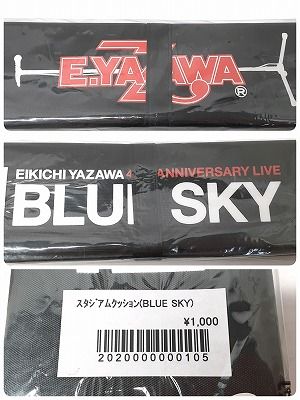 E.YAZAWA
Z
®
EIKICHI YAZAWA 4 ANNIVERSARY LIVE
BLUE SKY
ｽﾀｼﾞｱﾑｸｯｼｮﾝ(BLUE SKY)
¥1,000
2020000000105